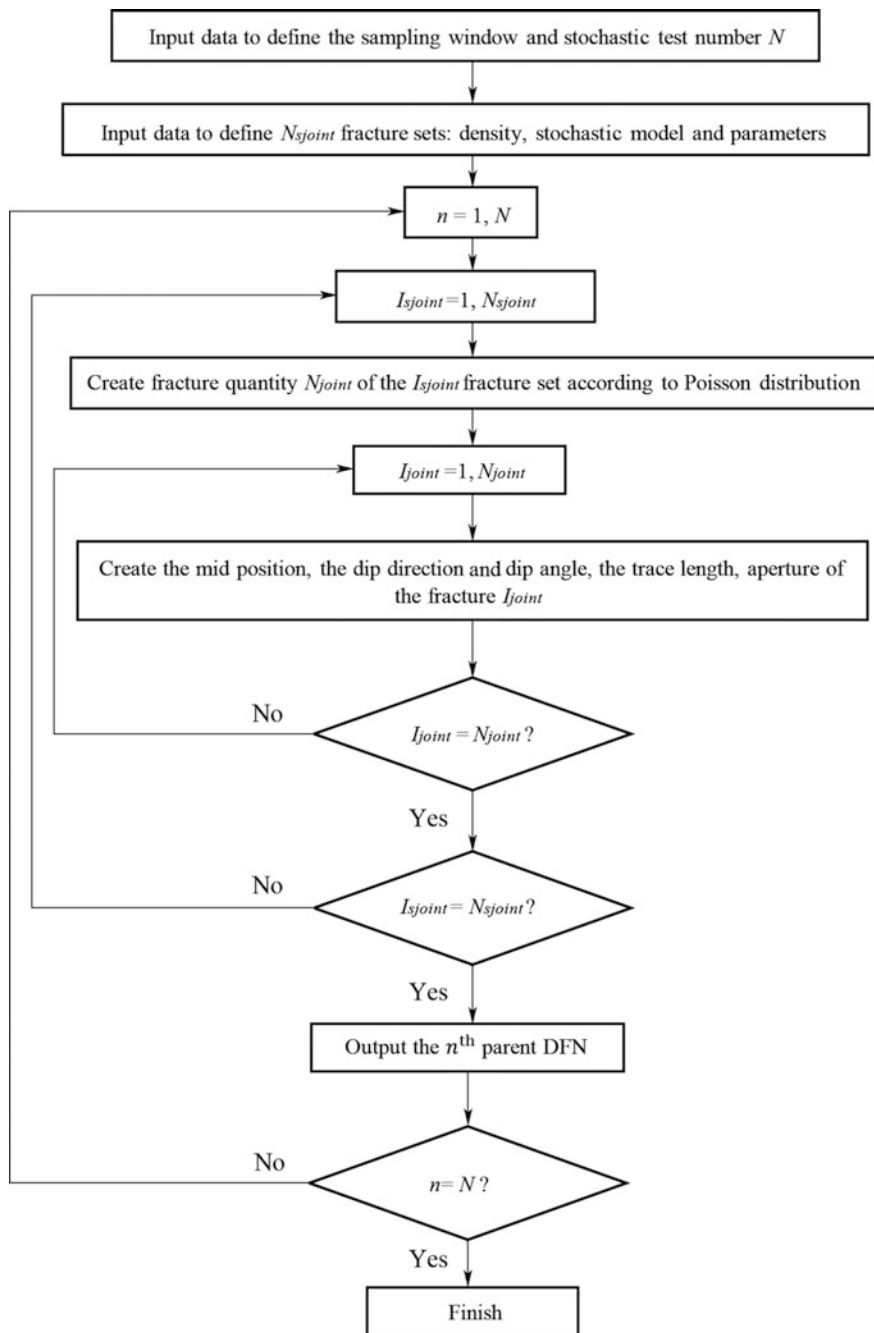 Input data to define the sampling window and stochastic test number N
Input data to define Nsjoint fracture sets: density, stochastic model and parameters
n = 1, N
Isjoint =1, Nsjoint
Create fracture quantity Njoint of the Isjoint fracture set according to Poisson distribution
Ijoint =1, Njoint
Create the mid position, the dip direction and dip angle, the trace length, aperture of
the fracture Ijoint
No
Ijoint = Njoint ?
Yes
No
Isjoint = Nsjoint?
Yes
Output the nth parent DFN
No
n= N ?
Yes
Finish